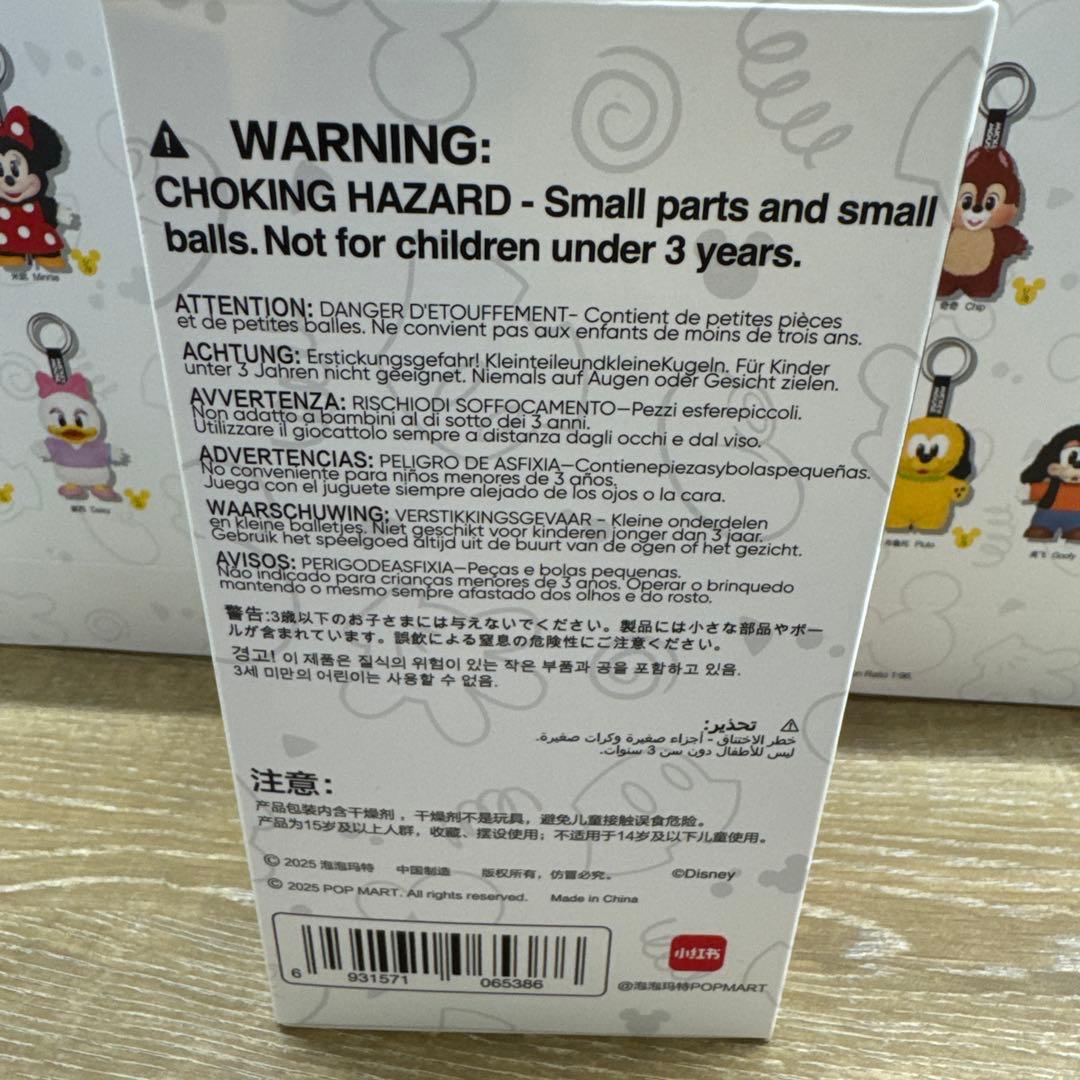 WARNING:
CHOKING HAZARD - Small parts and small
balls. Not for children under 3 years.
ATTENTION: DANGER D'ETOUFFEMENT- Contient de petites pièces
et de petites balles. Ne convient pas aux enfants de moins de trois ans.
ACHTUNG: Erstickungsgefahr! KleinteileundkleineKugeln. Für Kinder
unter 3 Jahren nicht geeignet. Niemals auf Augen oder Gesicht zielen.
AVVERTENZA: RISCHIODI SOFFOCAMENTO—Pezzi esferepiccoli.
Non adatto a bambini al di sotto dei 3 anni.
Utilizzare il giocattolo sempre a distanza dagli occhi e dal viso.
ADVERTENCIAS: PELIGRO DE ASFIXIA—Contienepiezasybolaspequeñas.
No conveniente para niños menores de 3 años.
Juega con el juguete siempre alejado de los ojos o la cara.
WAARSCHUWING: VERSTIKKINGSGEVAAR - Kleine onderdelen
en kleine balletjes. Niet geschikt voor kinderen jonger dan 3 jaar.
Gebruik het speelgoed altijd uit de buurt van de ogen of het gezicht.
AVISOS: PERIGODEASFIXIA—Peças e bolas pequenas.
Não indicado para crianças menores de 3 años. Operar o brinquedo
mantendo o mesmo sempre afastado dos olhos e do rosto.
警告:3歳以下のお子さまには与えないでください。製品には小さな部品やボー
ルが含まれています。誤飲による窒息の危険性にご注意ください。
경고! 이 제품은 질식의 위험이 있는 작은 부품과 공을 포함하고 있음.
3세 미만의 어린이는 사용할 수 없음.
تحذير:
خطر الاختناق - أجزاء صغيرة وكرات صغيرة.
ليس للأطفال دون سن 3 سنوات.
注意:
产品包装内含干燥剂，干燥剂不是玩具，避免儿童接触误食危险。
产品为15岁及以上人群，收藏、摆设使用；不适用于14岁及以下儿童使用。
© 2025 泡泡玛特 中国制造 版权所有，仿冒必究。 ©Disney
© 2025 POP MART. All rights reserved. Made in China
6 931571 065386
小红书
@泡泡玛特POPMART
Minnie
Daisy
奇奇 Chip
布鲁托 Pluto
高飞 Goofy
Ratio 1:96.